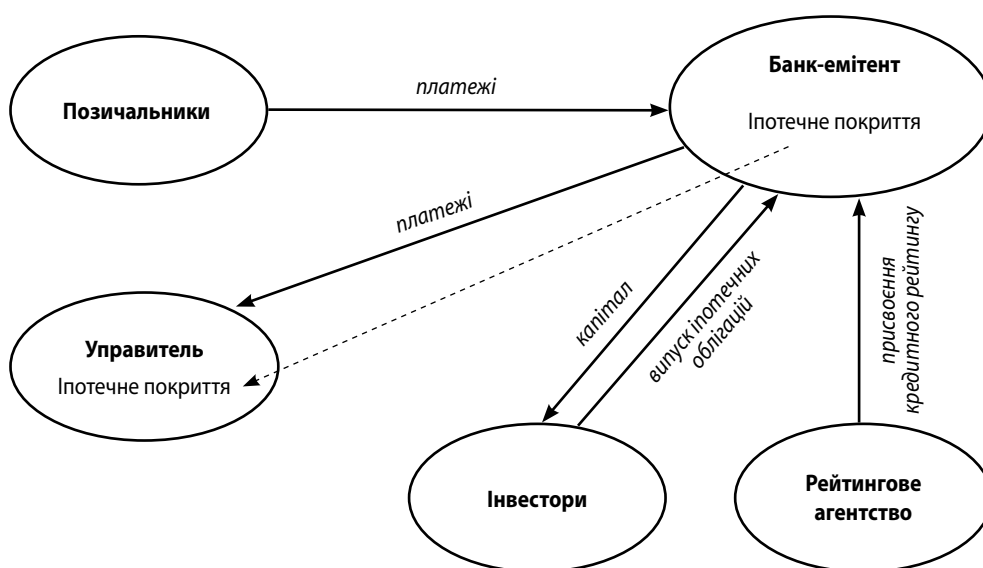 Банк-емітент
Позичальники
платежі
Іпотечне покриття
платежі
капітал
випуск іпотечних
облігацій
присвоєння
кредитного рейтингу
Управитель
Іпотечне покриття
Інвестори
Рейтингове
агентство